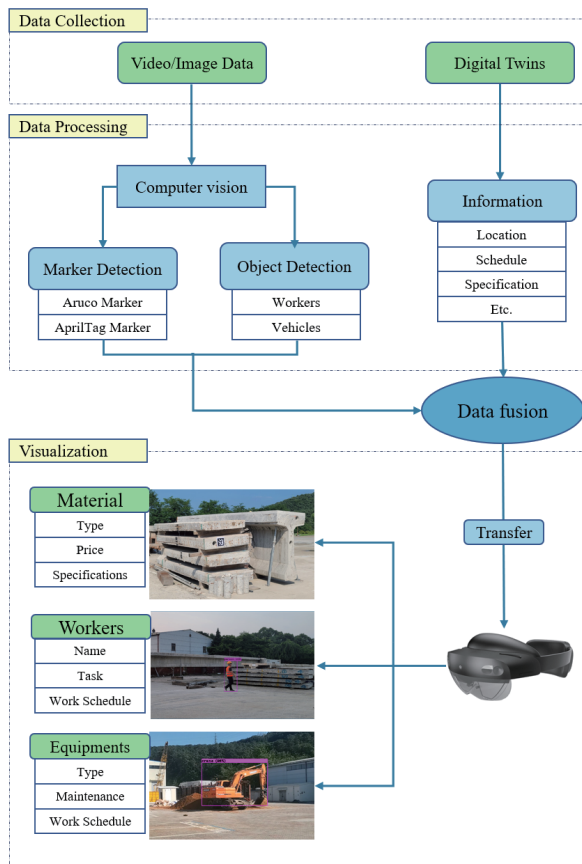 Data Collection
Video/Image Data
Digital Twins
Data Processing
Computer vision
Information
Location
Schedule
Specification
Etc.
Marker Detection
Aruco Marker
AprilTag Marker
Object Detection
Workers
Vehicles
Data fusion
Visualization
Transfer
Material
Type
Price
Specifications
Workers
Name
Task
Work Schedule
Equipments
Type
Maintenance
Work Schedule